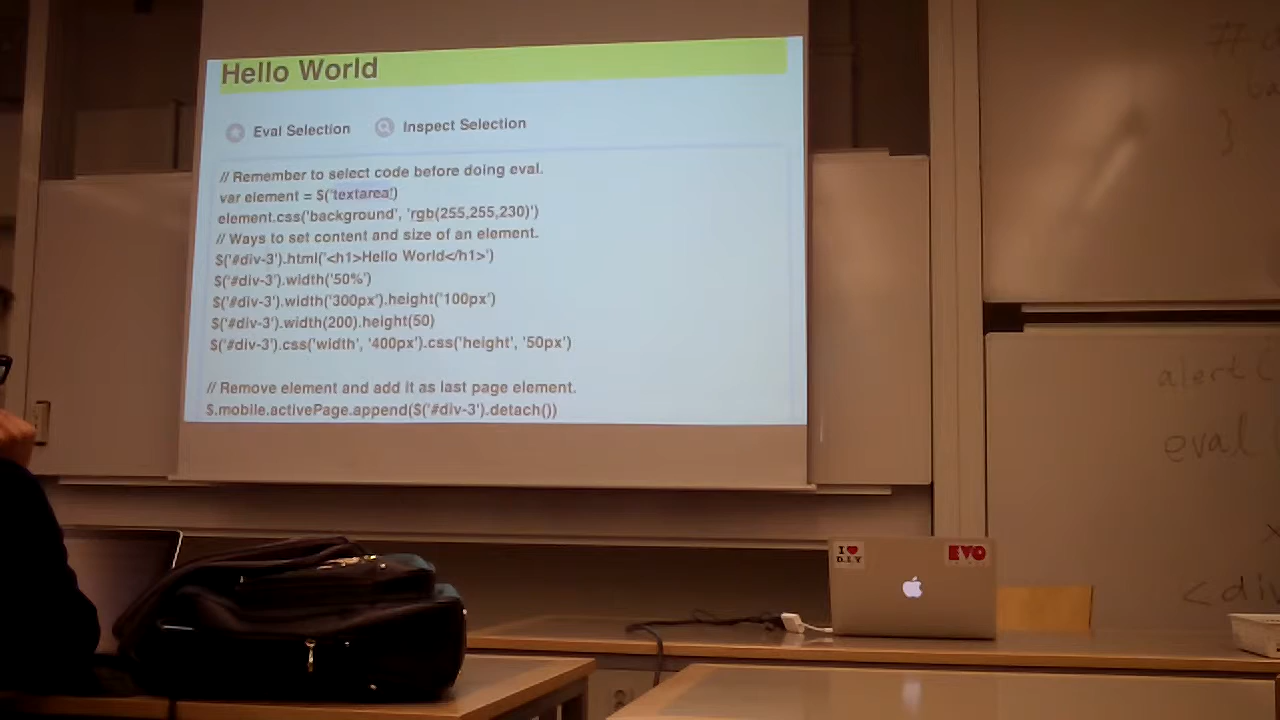 Hello World
Eval Selection
Inspect Selection
// Remember to select code before doing eval.
var element = $('textarea')
element.css('background', 'rgb(255,255,230)')
// Ways to set content and size of an element.
$('#div-3').html('<h1>Hello World</h1>')
$('#div-3').width('50%')
$('#div-3').width('300px').height('100px')
$('#div-3').width(200).height(50)
$('#div-3').css('width', '400px').css('height', '50px')
// Remove element and add it as last page element.
$.mobile.activePage.append($('#div-3').detach())
}
alert(
eval
<div
I ♥
D.I.Y
EVO